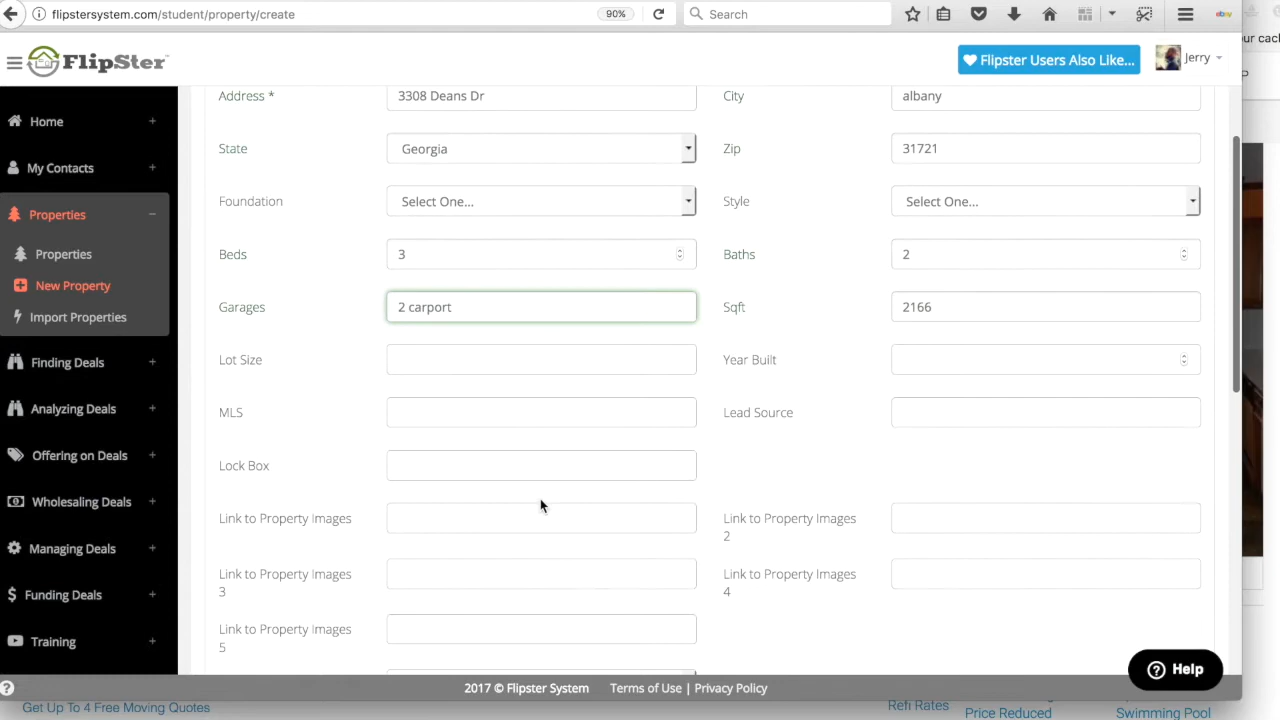 flipstersystem.com/student/property/create
90%
Search
ebay
our cach
FlipSter
Flipster Users Also Like...
Jerry
Home
My Contacts
Properties
Properties
New Property
Import Properties
Finding Deals
Analyzing Deals
Offering on Deals
Wholesaling Deals
Managing Deals
Funding Deals
Training
Address *
3308 Deans Dr
City
albany
State
Georgia
Zip
31721
Foundation
Select One...
Style
Select One...
Beds
3
Baths
2
Garages
2 carport
Sqft
2166
Lot Size
Year Built
MLS
Lead Source
Lock Box
Link to Property Images
Link to Property Images
2
Link to Property Images
3
Link to Property Images
4
Link to Property Images
5
Help
2017 © Flipster System
Terms of Use | Privacy Policy
Get Up To 4 Free Moving Quotes
Refi Rates
Price Reduced
Swimming Pool